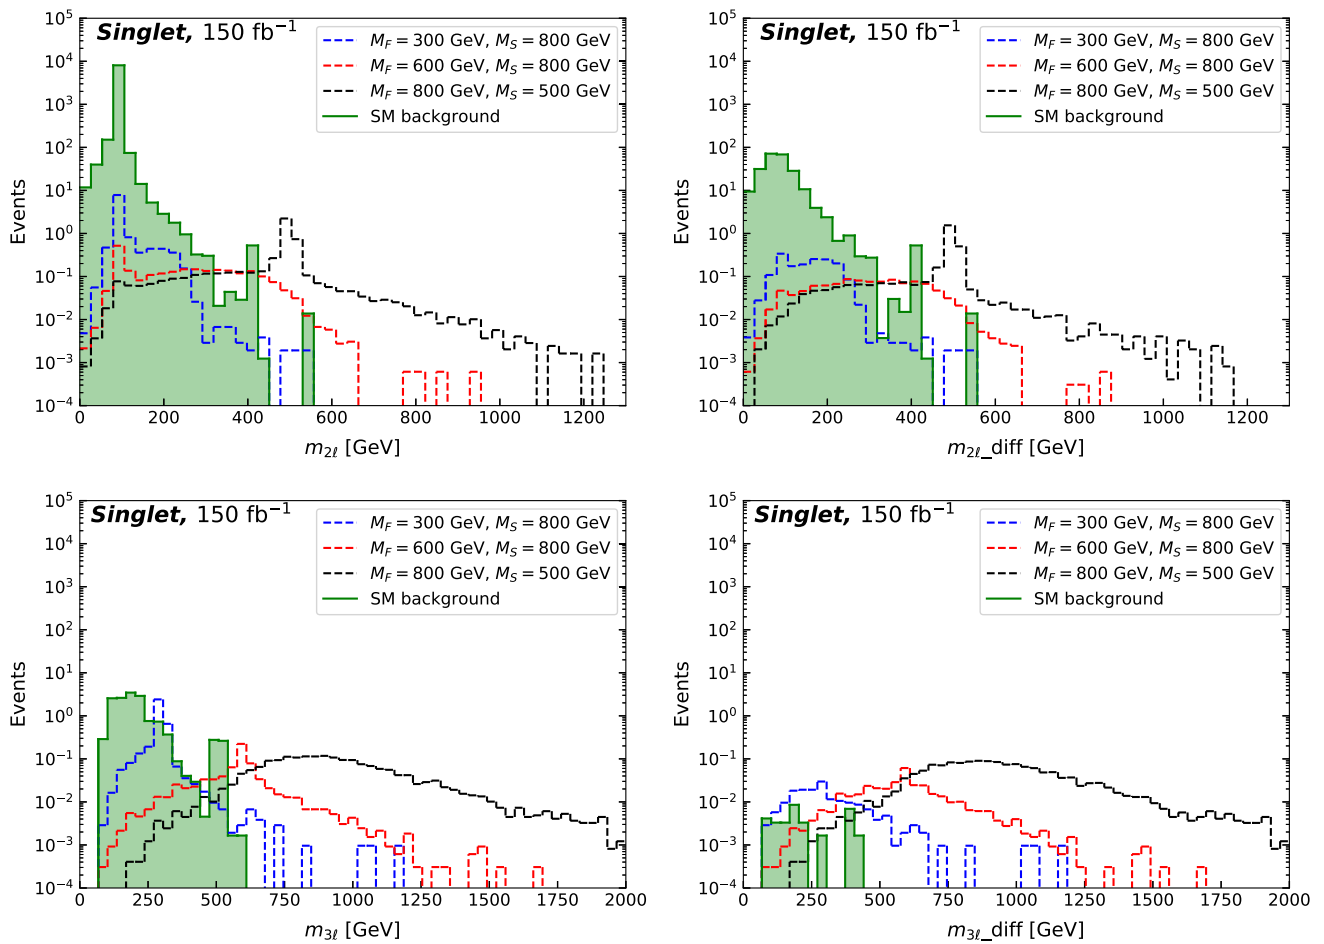 Singlet, 150 fb⁻¹
M_F = 300 GeV, M_S = 800 GeV
M_F = 600 GeV, M_S = 800 GeV
M_F = 800 GeV, M_S = 500 GeV
SM background
Events
10⁵
10⁴
10³
10²
10¹
10⁰
10⁻¹
10⁻²
10⁻³
10⁻⁴
0 200 400 600 800 1000 1200
m_2ℓ [GeV]
Singlet, 150 fb⁻¹
M_F = 300 GeV, M_S = 800 GeV
M_F = 600 GeV, M_S = 800 GeV
M_F = 800 GeV, M_S = 500 GeV
SM background
Events
10⁵
10⁴
10³
10²
10¹
10⁰
10⁻¹
10⁻²
10⁻³
10⁻⁴
0 200 400 600 800 1000 1200
m_2ℓ_diff [GeV]
Singlet, 150 fb⁻¹
M_F = 300 GeV, M_S = 800 GeV
M_F = 600 GeV, M_S = 800 GeV
M_F = 800 GeV, M_S = 500 GeV
SM background
Events
10⁵
10⁴
10³
10²
10¹
10⁰
10⁻¹
10⁻²
10⁻³
10⁻⁴
0 250 500 750 1000 1250 1500 1750 2000
m_3ℓ [GeV]
Singlet, 150 fb⁻¹
M_F = 300 GeV, M_S = 800 GeV
M_F = 600 GeV, M_S = 800 GeV
M_F = 800 GeV, M_S = 500 GeV
SM background
Events
10⁵
10⁴
10³
10²
10¹
10⁰
10⁻¹
10⁻²
10⁻³
10⁻⁴
0 250 500 750 1000 1250 1500 1750 2000
m_3ℓ_diff [GeV]